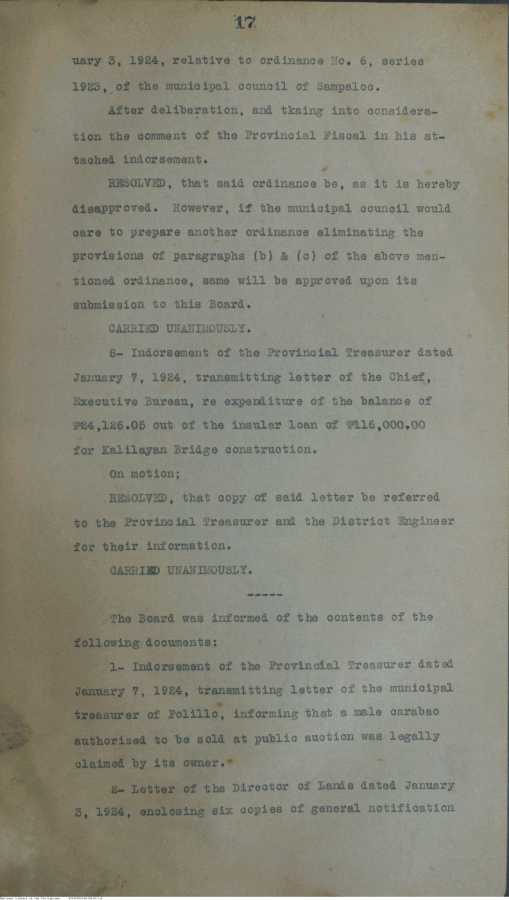 17
uary 3, 1924, relative to ordinance No. 6, series
1923, of the municipal council of Sampaloc.
After deliberation, and tkaing into considera-
tion the comment of the Provincial Fiscal in his at-
tached indorsement.
RESOLVED, that said ordinance be, as it is hereby
disapproved. However, if the municipal council would
care to prepare another ordinance eliminating the
provisions of paragraphs (b) & (c) of the above men-
tioned ordinance, same will be approved upon its
submission to this Board.
CARRIED UNANIMOUSLY.
5- Indorsement of the Provincial Treasurer dated
January 7, 1924, transmitting letter of the Chief,
Executive Bureau, re expenditure of the balance of
₱24,126.05 out of the insular loan of ₱115,000.00
for Kalilayan Bridge construction.
On motion;
RESOLVED, that copy of said letter be referred
to the Provincial Treasurer and the District Engineer
for their information.
CARRIED UNANIMOUSLY.
-----
The Board was informed of the contents of the
following documents:
1- Indorsement of the Provincial Treasurer dated
January 7, 1924, transmitting letter of the municipal
treasurer of Polillo, informing that a male carabao
authorized to be sold at public auction was legally
claimed by its owner.
2- Letter of the Director of Lands dated January
3, 1924, enclosing six copies of general notification
National Library of the Philippines